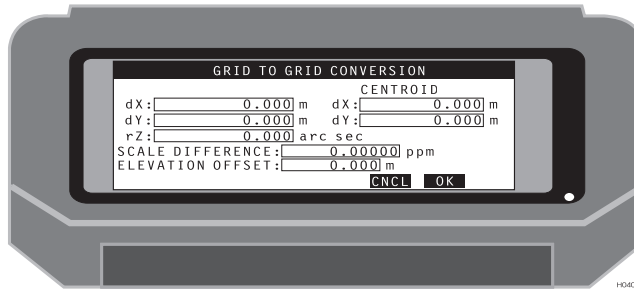 GRID TO GRID CONVERSION
CENTROID
dX: 0.000 m dX: 0.000 m
dY: 0.000 m dY: 0.000 m
rZ: 0.000 arc sec
SCALE DIFFERENCE: 0.00000 ppm
ELEVATION OFFSET: 0.000 m
CNCL OK
H040